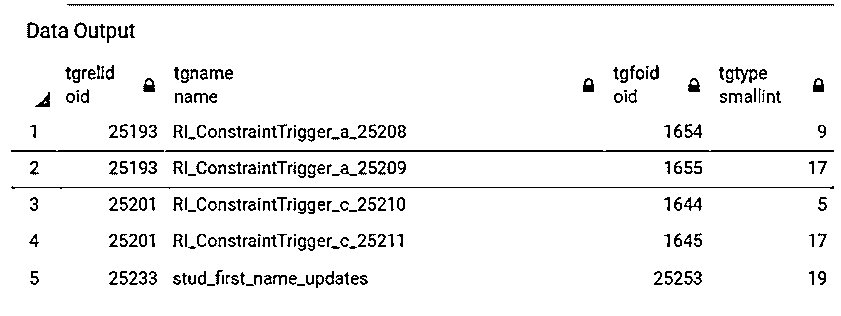 Data Output
tgrelid tgname tgfoid tgtype
oid name oid smallint
1 25193 RI_ConstraintTrigger_a_25208 1654 9
2 25193 RI_ConstraintTrigger_a_25209 1655 17
3 25201 RI_ConstraintTrigger_c_25210 1644 5
4 25201 RI_ConstraintTrigger_c_25211 1645 17
5 25233 stud_first_name_updates 25253 19